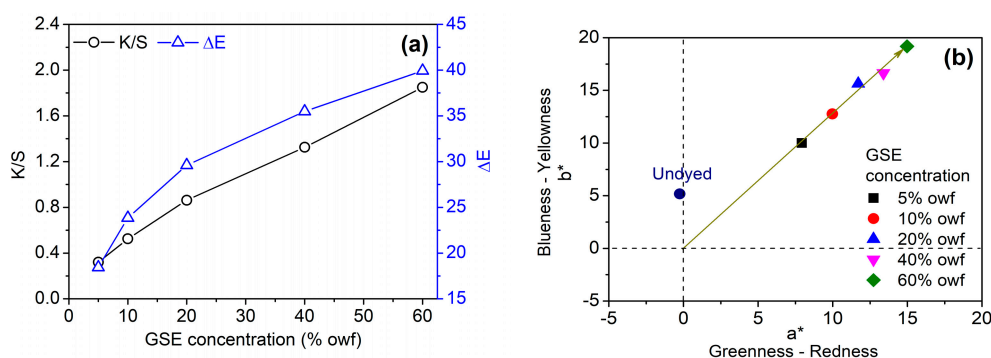 2.4
2.0
1.6
1.2
0.8
0.4
0.0
K/S
K/S
ΔE
(a)
45
40
35
30
25
20
15
ΔE
0
10
20
30
40
50
60
GSE concentration (% owf)
20
15
10
5
0
-5
Blueness - Yellowness
b*
(b)
Undyed
GSE
concentration
5% owf
10% owf
20% owf
40% owf
60% owf
-5
0
5
10
15
20
a*
Greenness - Redness